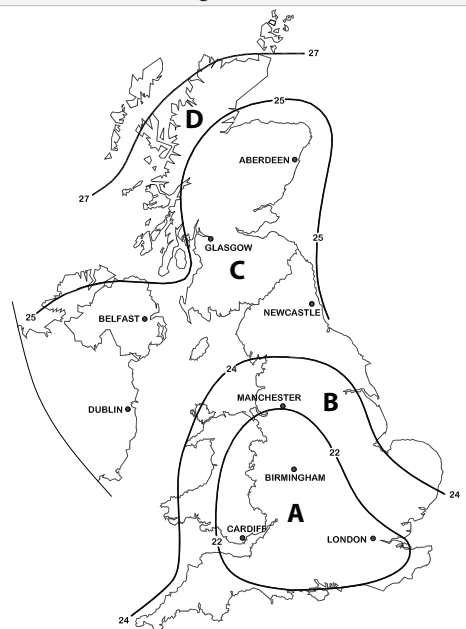 27
25
D
ABERDEEN
27
25
GLASGOW
C
NEWCASTLE
25
BELFAST
24
MANCHESTER
B
DUBLIN
22
BIRMINGHAM
24
A
CARDIFF
22
LONDON
24